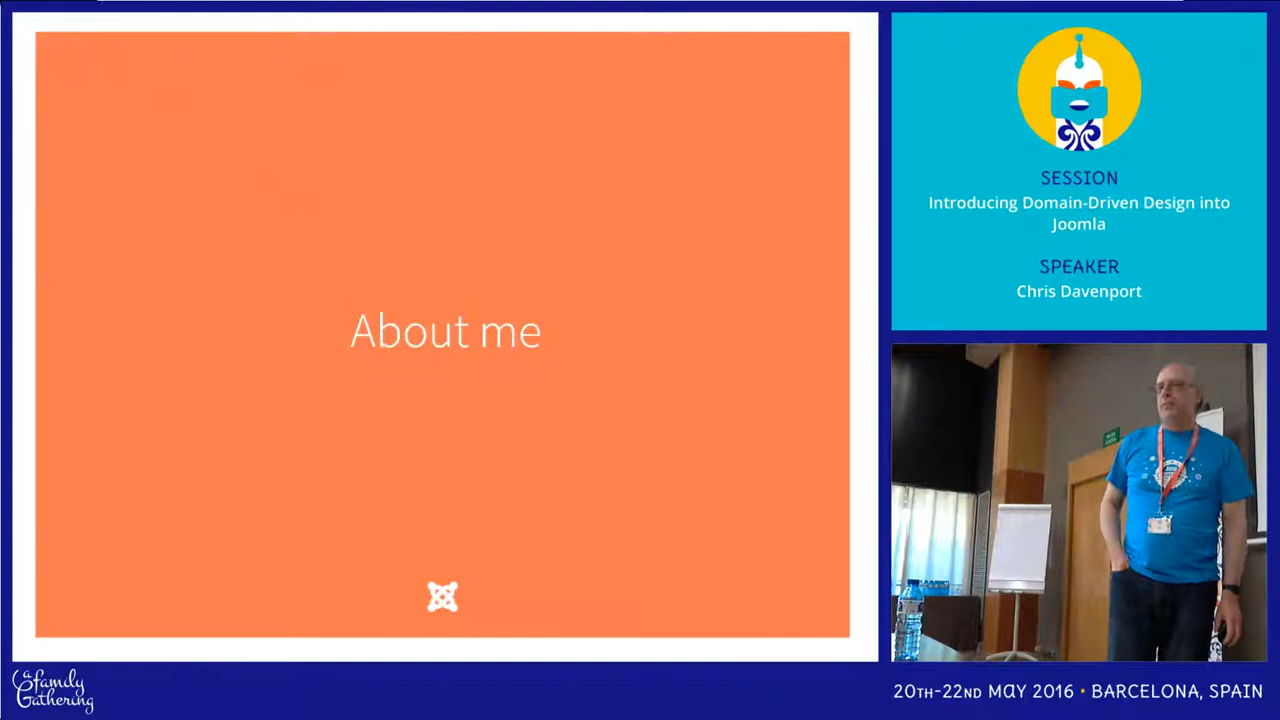 About me
SESSION
Introducing Domain-Driven Design into
Joomla
SPEAKER
Chris Davenport
a family
Gathering
20TH-22ND MAY 2016 • BARCELONA, SPAIN